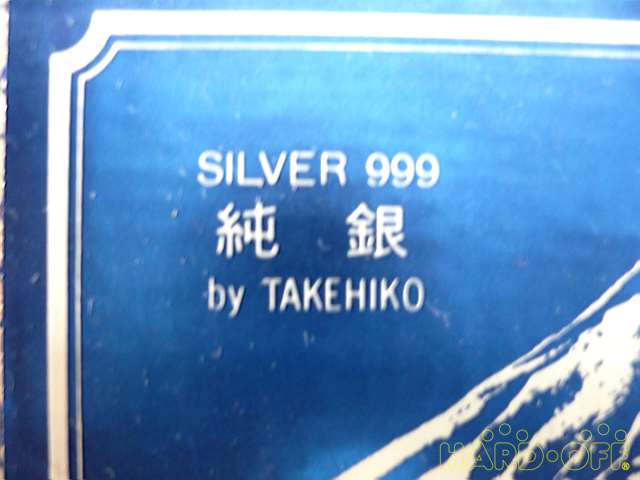 SILVER 999
純 銀
by TAKEHIKO
HARD・OFF